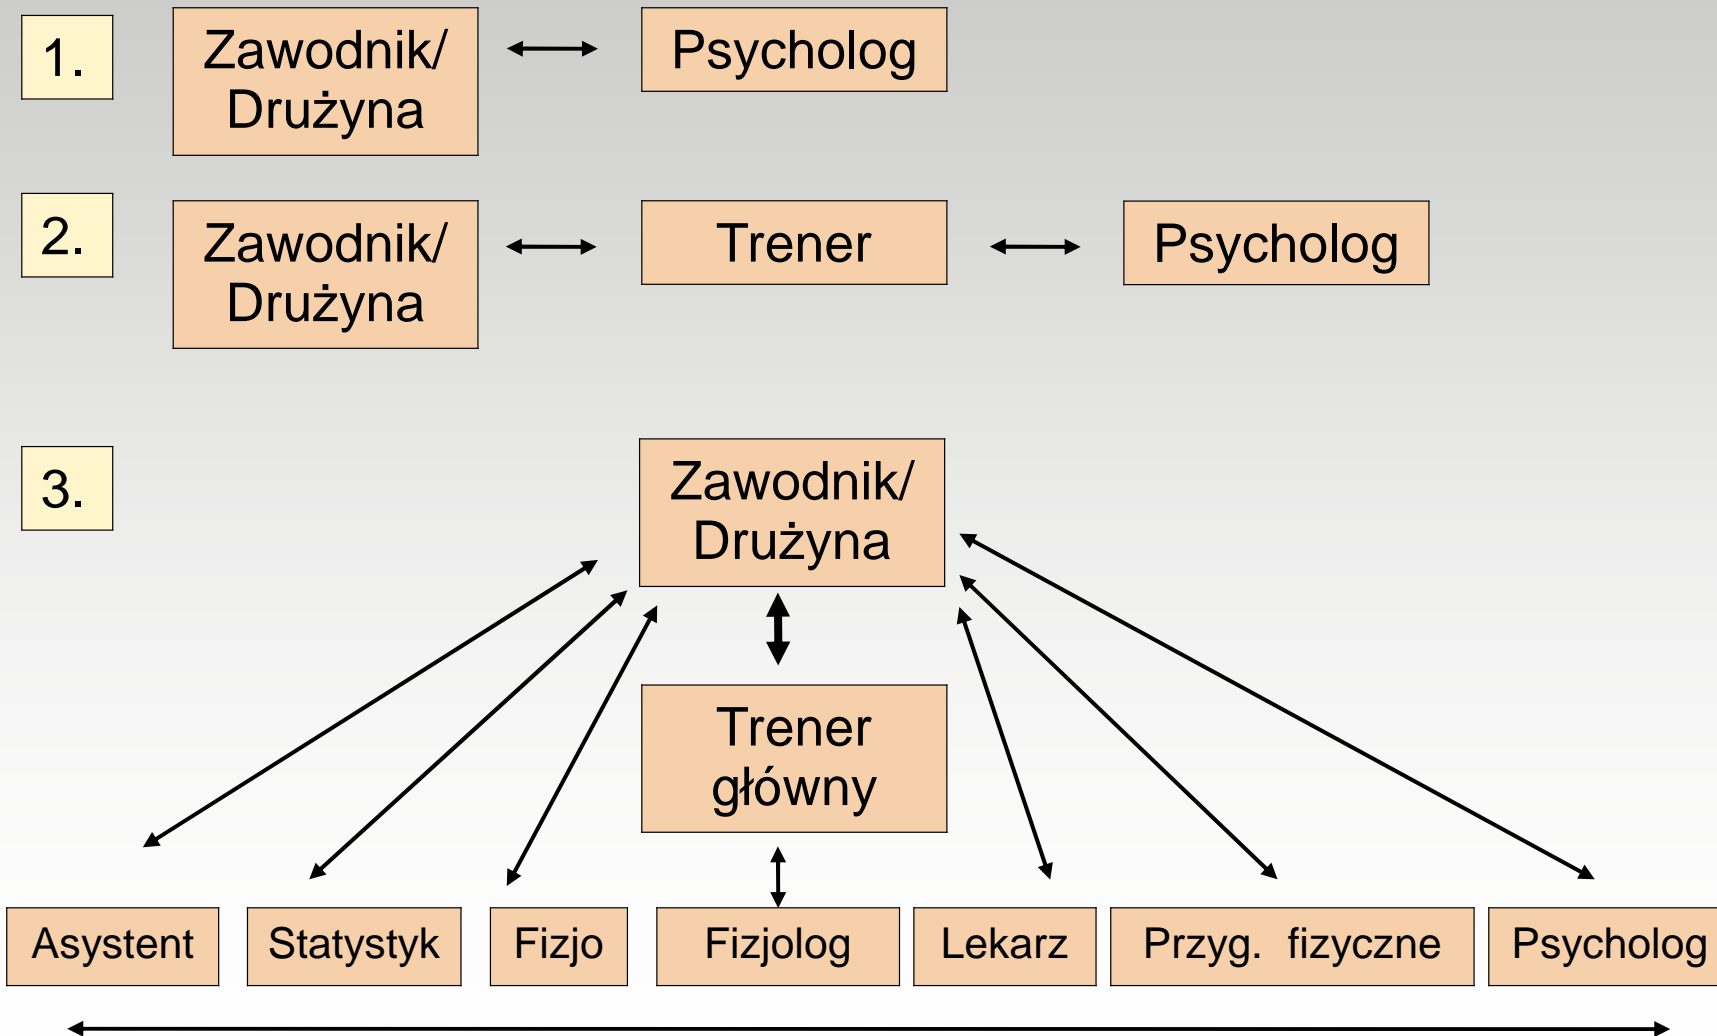 1.
Zawodnik/
Drużyna
Psycholog
2.
Zawodnik/
Drużyna
Trener
Psycholog
3.
Zawodnik/
Drużyna
Trener
główny
Asystent
Statystyk
Fizjo
Fizjolog
Lekarz
Przyg. fizyczne
Psycholog